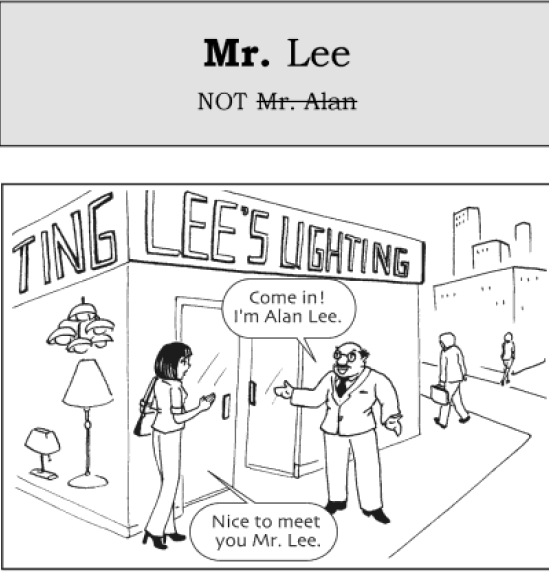 Mr. Lee
NOT Mr. Alan
TING LEE'S LIGHTING
Come in!
I'm Alan Lee.
Nice to meet
you Mr. Lee.